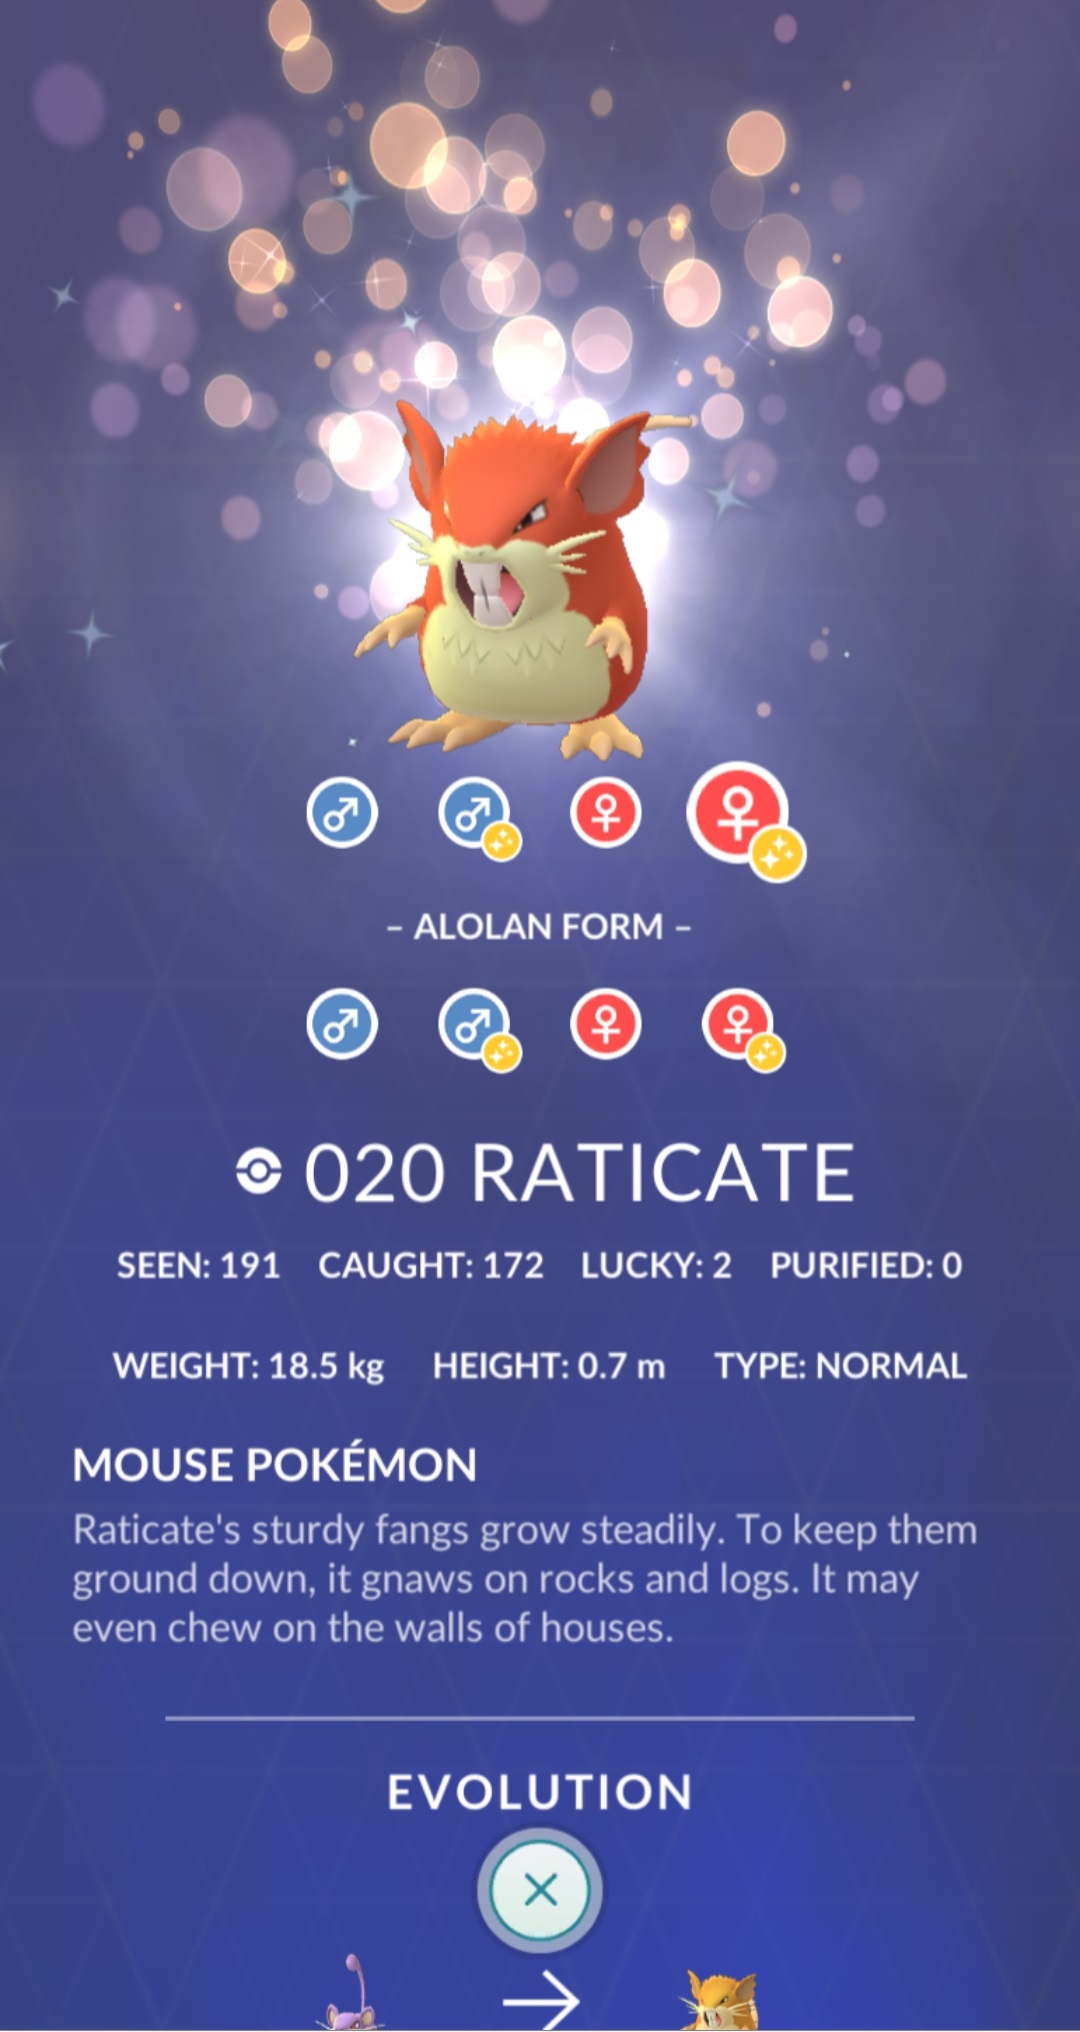 – ALOLAN FORM –
020 RATICATE
SEEN: 191 CAUGHT: 172 LUCKY: 2 PURIFIED: 0
WEIGHT: 18.5 kg HEIGHT: 0.7 m TYPE: NORMAL
MOUSE POKÉMON
Raticate's sturdy fangs grow steadily. To keep them
ground down, it gnaws on rocks and logs. It may
even chew on the walls of houses.
EVOLUTION